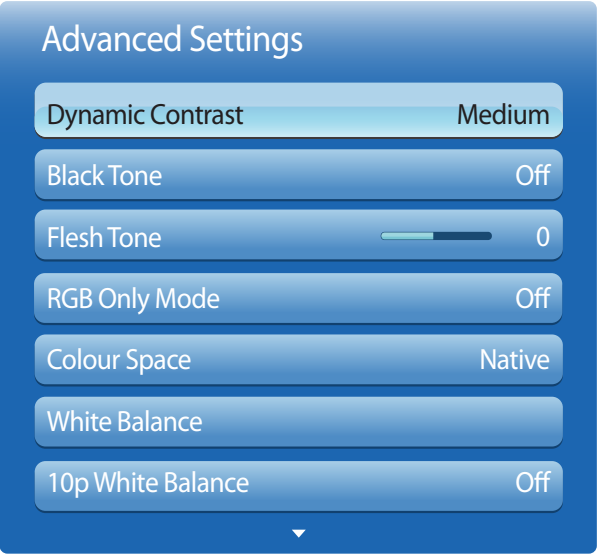 Advanced Settings
Dynamic Contrast Medium
Black Tone Off
Flesh Tone 0
RGB Only Mode Off
Colour Space Native
White Balance
10p White Balance Off